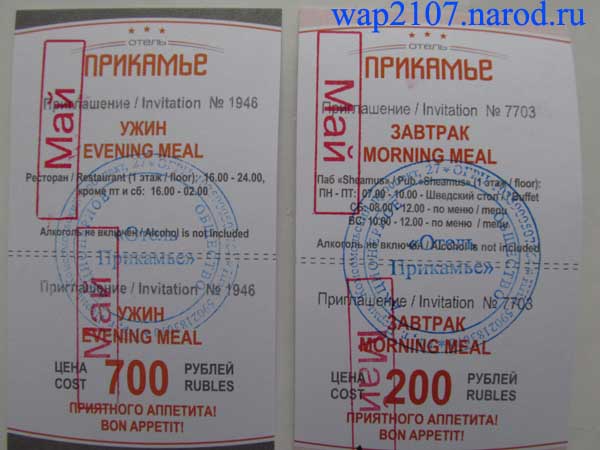 wap2107.narod.ru
ОТЕЛЬ
ПРИКАМЬЕ
Приглашение / Invitation № 1946
УЖИН
EVENING MEAL
Ресторан / Restaurant (1 этаж / floor): 16.00 - 24.00,
кроме пт и сб: 16.00 - 02.00
Алкоголь не включен / Alcohol is not included
Приглашение / Invitation № 1946
УЖИН
EVENING MEAL
ЦЕНА 700 РУБЛЕЙ
COST RUBLES
ПРИЯТНОГО АППЕТИТА!
BON APPETIT!
Май
Май
«Отель
Прикамье»
ОТЕЛЬ
ПРИКАМЬЕ
Приглашение / Invitation № 7703
ЗАВТРАК
MORNING MEAL
Паб «Sheamus» / Pub «Sheamus» (1 этаж / floor):
ПН - ПТ: 07.00 - 10.00 - Шведский стол / Buffet
СБ: 08.00 - 12.00 - по меню / menu
ВС: 10.00 - 12.00 - по меню / menu
Алкоголь не включен / Alcohol is not included
Приглашение / Invitation № 7703
ЗАВТРАК
MORNING MEAL
ЦЕНА 200 РУБЛЕЙ
COST RUBLES
ПРИЯТНОГО АППЕТИТА!
BON APPETIT!
Май
Май
«Отель
Прикамье»